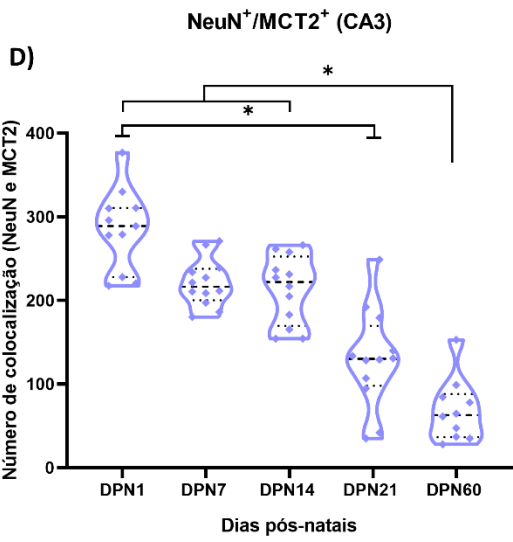 NeuN⁺/MCT2⁺ (CA3)
D)
*
*
Número de colocalização (NeuN e MCT2)
400
300
200
100
0
DPN1 DPN7 DPN14 DPN21 DPN60
Dias pós-natais